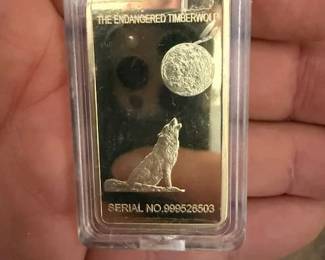 THE ENDANGERED TIMBERWOLF
SERIAL NO.999526503